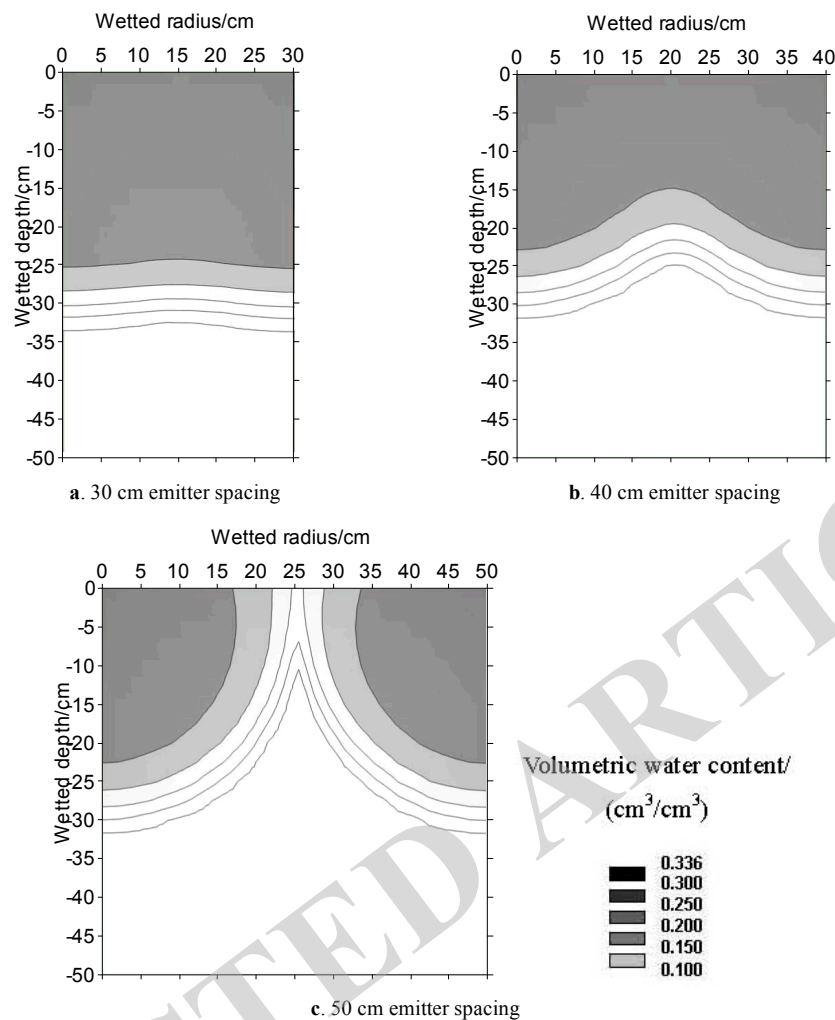 Wetted radius/cm
0 5 10 15 20 25 30
0
-5
-10
-15
-20
-25
-30
-35
-40
-45
-50
Wetted depth/cm
a. 30 cm emitter spacing
Wetted radius/cm
0 5 10 15 20 25 30 35 40
0
-5
-10
-15
-20
-25
-30
-35
-40
-45
-50
Wetted depth/cm
b. 40 cm emitter spacing
Wetted radius/cm
0 5 10 15 20 25 30 35 40 45 50
0
-5
-10
-15
-20
-25
-30
-35
-40
-45
-50
Wetted depth/cm
c. 50 cm emitter spacing
Volumetric water content/
(cm³/cm³)
0.336
0.300
0.250
0.200
0.150
0.100
TED ARTIC